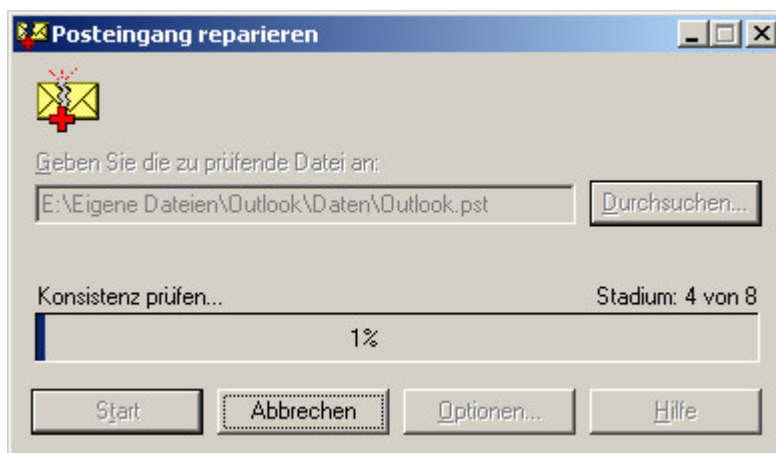 Posteingang reparieren
Geben Sie die zu prüfende Datei an:
E:\Eigene Dateien\Outlook\Daten\Outlook.pst
Durchsuchen...
Konsistenz prüfen... Stadium: 4 von 8
1%
Start Abbrechen Optionen... Hilfe